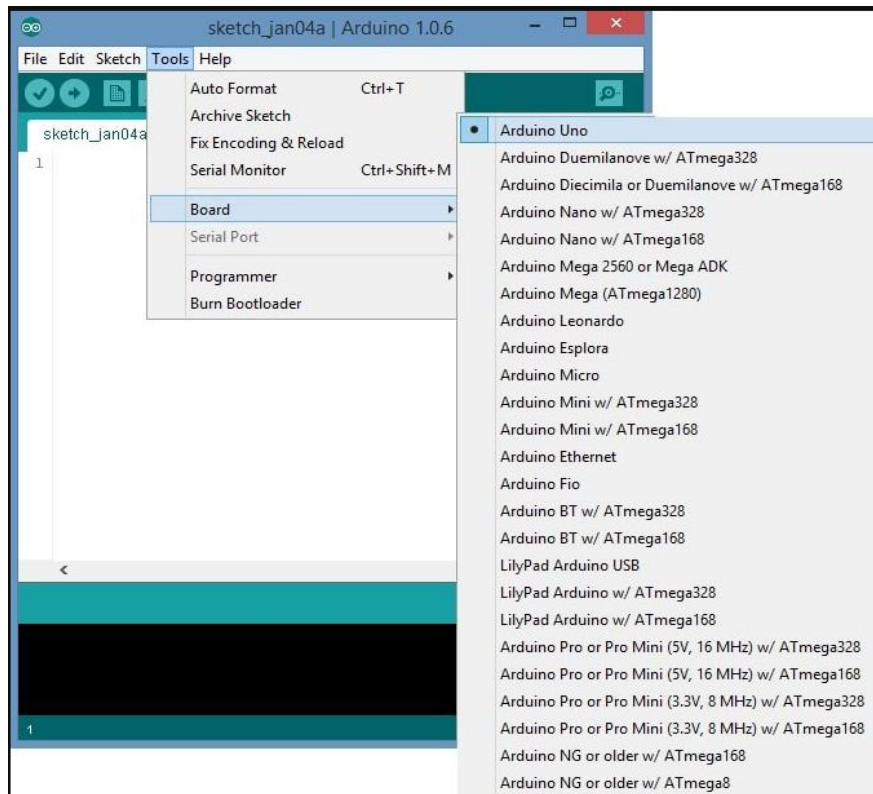 sketch_jan04a | Arduino 1.0.6
File Edit Sketch Tools Help
sketch_jan04a
1
Auto Format Ctrl+T
Archive Sketch
Fix Encoding & Reload
Serial Monitor Ctrl+Shift+M
Board
Serial Port
Programmer
Burn Bootloader
Arduino Uno
Arduino Duemilanove w/ ATmega328
Arduino Diecimila or Duemilanove w/ ATmega168
Arduino Nano w/ ATmega328
Arduino Nano w/ ATmega168
Arduino Mega 2560 or Mega ADK
Arduino Mega (ATmega1280)
Arduino Leonardo
Arduino Esplora
Arduino Micro
Arduino Mini w/ ATmega328
Arduino Mini w/ ATmega168
Arduino Ethernet
Arduino Fio
Arduino BT w/ ATmega328
Arduino BT w/ ATmega168
LilyPad Arduino USB
LilyPad Arduino w/ ATmega328
LilyPad Arduino w/ ATmega168
Arduino Pro or Pro Mini (5V, 16 MHz) w/ ATmega328
Arduino Pro or Pro Mini (5V, 16 MHz) w/ ATmega168
Arduino Pro or Pro Mini (3.3V, 8 MHz) w/ ATmega328
Arduino Pro or Pro Mini (3.3V, 8 MHz) w/ ATmega168
Arduino NG or older w/ ATmega168
Arduino NG or older w/ ATmega8
1